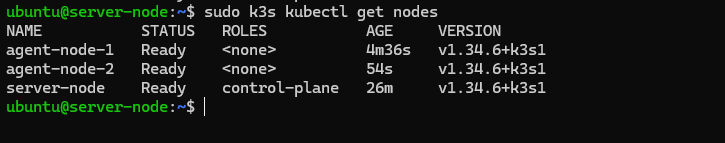 ubuntu@server-node:~$ sudo k3s kubectl get nodes
NAME STATUS ROLES AGE VERSION
agent-node-1 Ready <none> 4m36s v1.34.6+k3s1
agent-node-2 Ready <none> 54s v1.34.6+k3s1
server-node Ready control-plane 26m v1.34.6+k3s1
ubuntu@server-node:~$